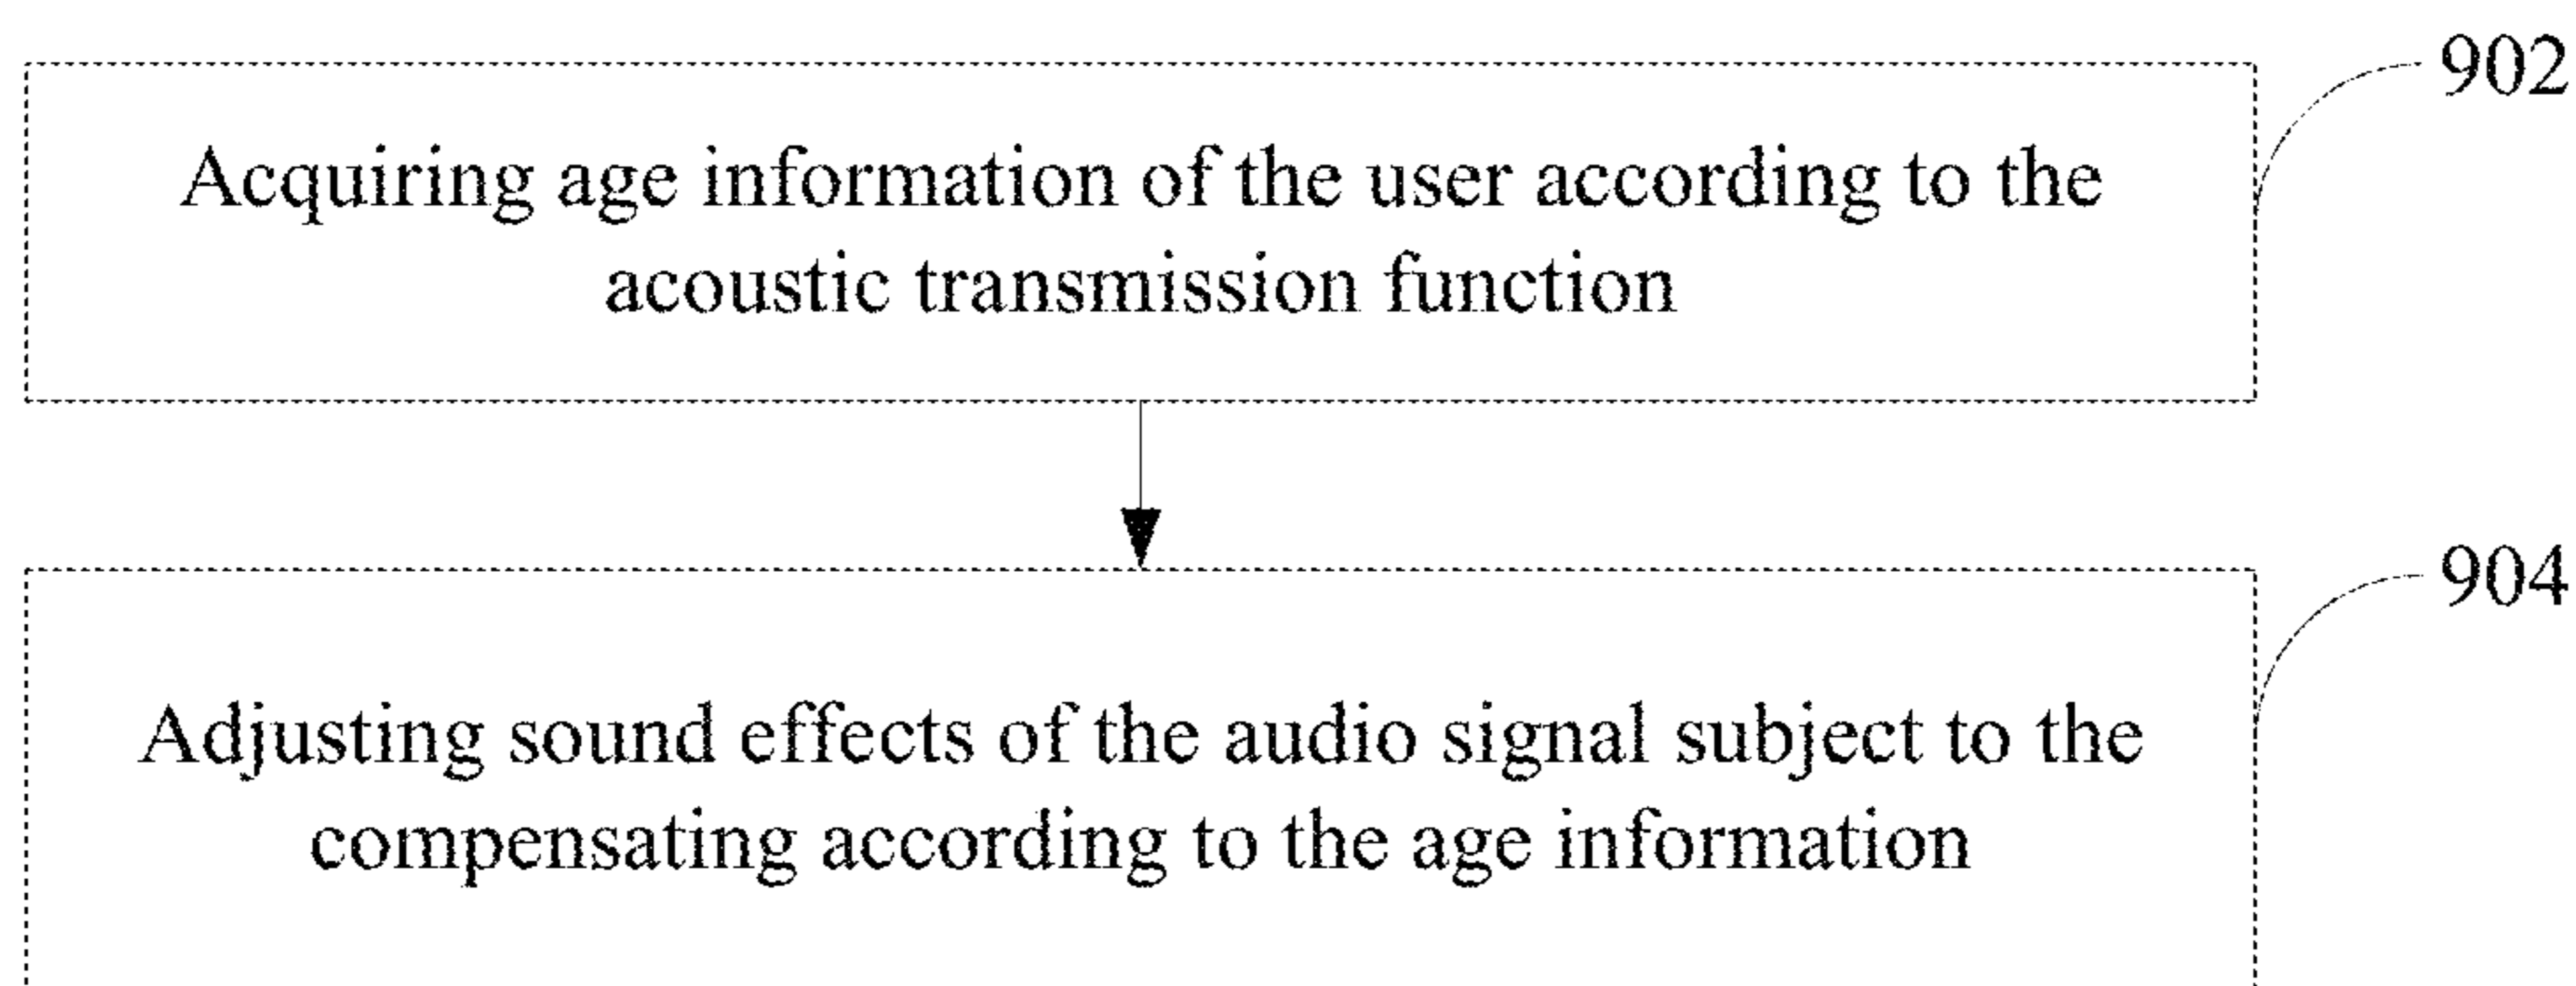 902
Acquiring age information of the user according to the
acoustic transmission function
904
Adjusting sound effects of the audio signal subject to the
compensating according to the age information